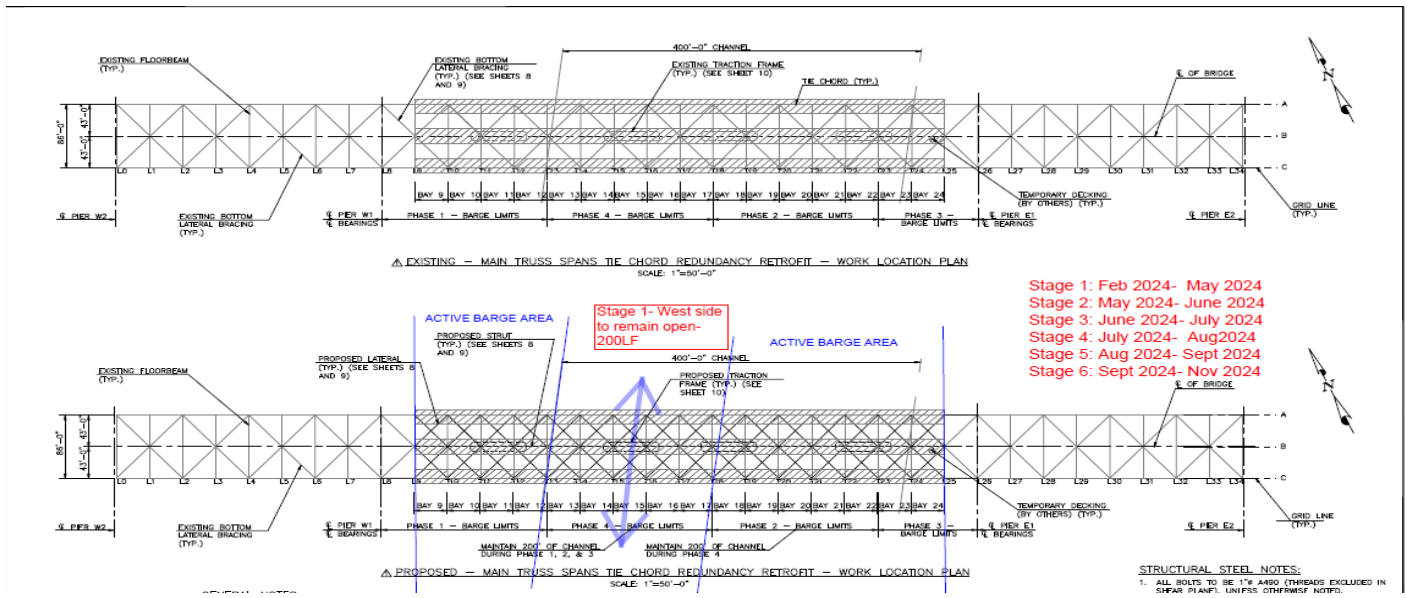 400'-0" CHANNEL
EXISTING FLOORBEAM
(TYP.)
EXISTING BOTTOM
LATERAL BRACING
(TYP.) (SEE SHEETS 8
AND 9)
EXISTING TRACTION FRAME
(TYP.) (SEE SHEET 10)
TIE CHORD (TYP.)
℄ OF BRIDGE
N
86'-0"
43'-0"
43'-0"
A
B
C
L0 L1 L2 L3 L4 L5 L6 L7 L8 L25 L26 L27 L28 L29 L30 L31 L32 L33 L34
BAY 9 BAY 10 BAY 11 BAY 12 BAY 13 BAY 14 BAY 15 BAY 16 BAY 17 BAY 18 BAY 19 BAY 20 BAY 21 BAY 22 BAY 23 BAY 24
TEMPORARY DECKING
(BY OTHERS) (TYP.)
GRID LINE
(TYP.)
℄ PIER W2
EXISTING BOTTOM
LATERAL BRACING
(TYP.)
℄ PIER W1
℄ BEARINGS
PHASE 1 - BARGE LIMITS
PHASE 4 - BARGE LIMITS
PHASE 2 - BARGE LIMITS
PHASE 3 -
BARGE LIMITS
℄ PIER E1
℄ BEARINGS
℄ PIER E2
EXISTING - MAIN TRUSS SPANS TIE CHORD REDUNDANCY RETROFIT - WORK LOCATION PLAN
SCALE: 1"=50'-0"
Stage 1: Feb 2024- May 2024
Stage 2: May 2024- June 2024
Stage 3: June 2024- July 2024
Stage 4: July 2024- Aug2024
Stage 5: Aug 2024- Sept 2024
Stage 6: Sept 2024- Nov 2024
ACTIVE BARGE AREA
Stage 1- West side
to remain open-
200LF
ACTIVE BARGE AREA
PROPOSED STRUT
(TYP.) (SEE SHEETS 8
AND 9)
400'-0" CHANNEL
PROPOSED LATERAL
(TYP.) (SEE SHEETS 8
AND 9)
EXISTING FLOORBEAM
(TYP.)
PROPOSED TRACTION
FRAME (TYP.) (SEE
SHEET 10)
℄ OF BRIDGE
N
86'-0"
43'-0"
43'-0"
A
B
C
L0 L1 L2 L3 L4 L5 L6 L7 L8 L25 L26 L27 L28 L29 L30 L31 L32 L33 L34
BAY 9 BAY 10 BAY 11 BAY 12 BAY 13 BAY 14 BAY 15 BAY 16 BAY 17 BAY 18 BAY 19 BAY 20 BAY 21 BAY 22 BAY 23 BAY 24
TEMPORARY DECKING
(BY OTHERS) (TYP.)
GRID LINE
(TYP.)
℄ PIER W2
EXISTING BOTTOM
LATERAL BRACING
(TYP.)
℄ PIER W1
℄ BEARINGS
PHASE 1 - BARGE LIMITS
PHASE 4 - BARGE LIMITS
PHASE 2 - BARGE LIMITS
PHASE 3 -
BARGE LIMITS
℄ PIER E1
℄ BEARINGS
℄ PIER E2
MAINTAIN 200' OF CHANNEL
DURING PHASE 1, 2, & 3
MAINTAIN 200' OF CHANNEL
DURING PHASE 4
PROPOSED - MAIN TRUSS SPANS TIE CHORD REDUNDANCY RETROFIT - WORK LOCATION PLAN
SCALE: 1"=50'-0"
GENERAL NOTES
STRUCTURAL STEEL NOTES:
1. ALL BOLTS TO BE 1"ø A490 (THREADS EXCLUDED IN
SHEAR PLANE), UNLESS OTHERWISE NOTED.